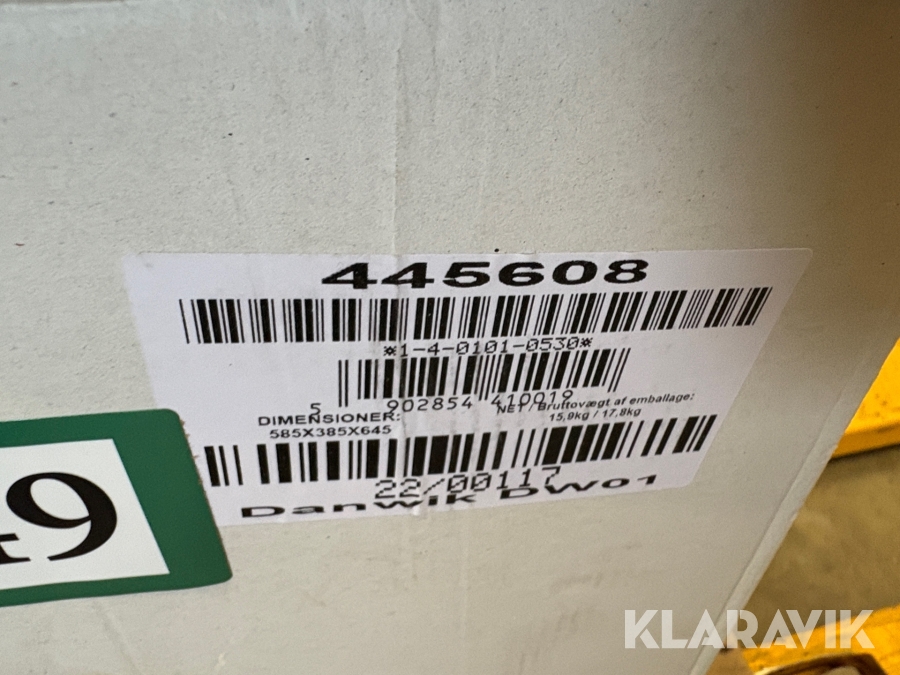 445608
*1-4-0101-0530*
5 902854 410019
DIMENSIONER:
585X385X645
NET / Bruttovægt af emballage:
15,9kg / 17,8kg
22/00117
Danwik DW01
49
KLARAVIK